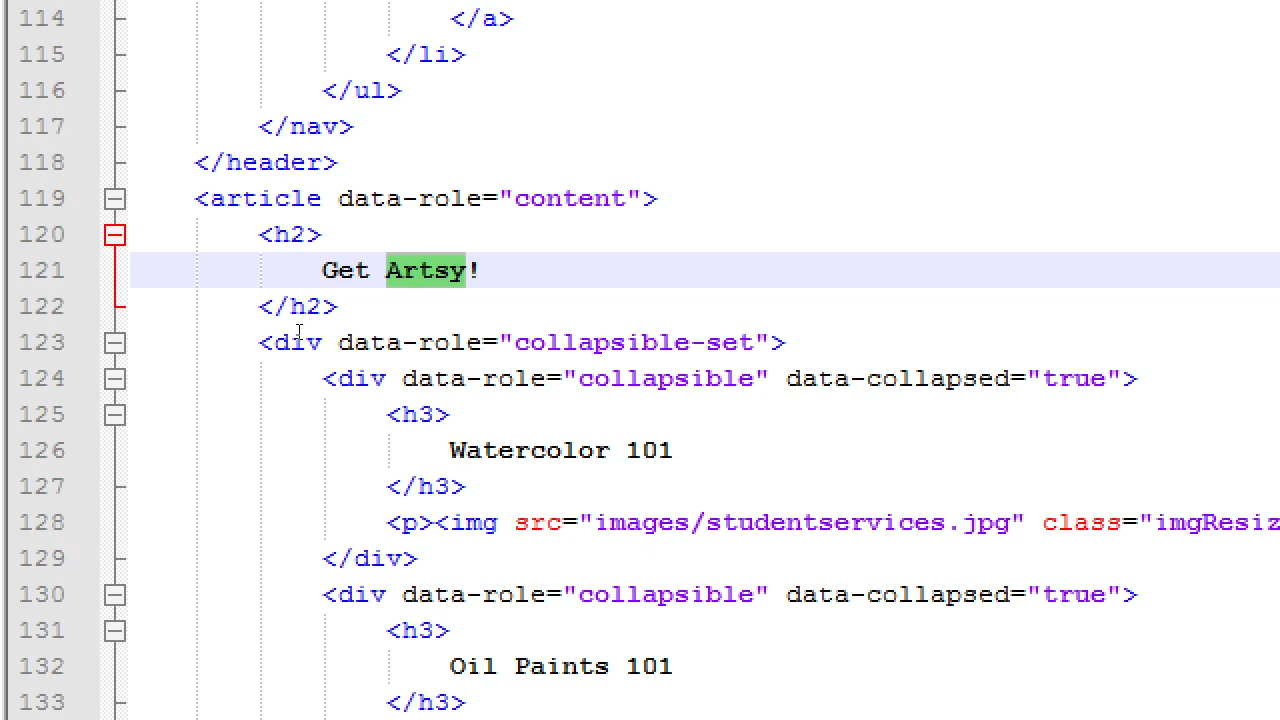 114 </a>
115 </li>
116 </ul>
117 </nav>
118 </header>
119 <article data-role="content">
120 <h2>
121 Get Artsy!
122 </h2>
123 <div data-role="collapsible-set">
124 <div data-role="collapsible" data-collapsed="true">
125 <h3>
126 Watercolor 101
127 </h3>
128 <p><img src="images/studentservices.jpg" class="imgResiz
129 </div>
130 <div data-role="collapsible" data-collapsed="true">
131 <h3>
132 Oil Paints 101
133 </h3>